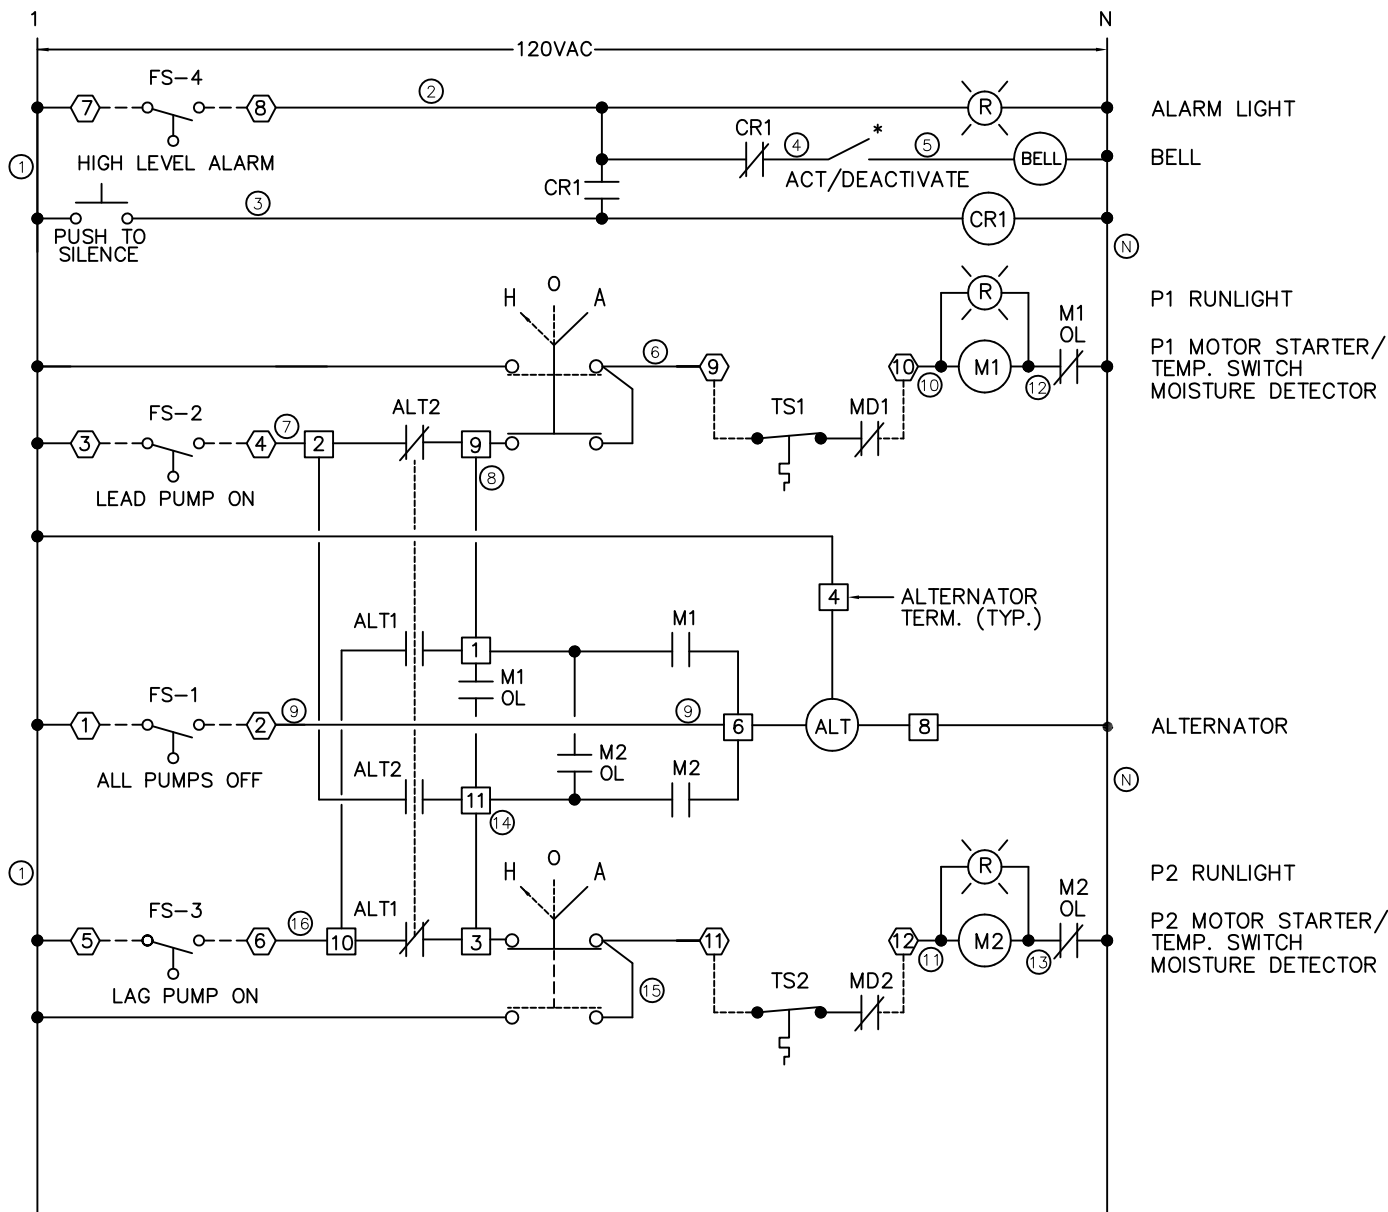 1
N
120VAC
FS-4
2
7
8
R
ALARM LIGHT
CR1
4
*
5
BELL
BELL
1
HIGH LEVEL ALARM
ACT/DEACTIVATE
CR1
3
CR1
PUSH TO
SILENCE
N
H
O
A
R
P1 RUNLIGHT
M1
OL
6
9
10
10
M1
12
P1 MOTOR STARTER/
TEMP. SWITCH
MOISTURE DETECTOR
FS-2
7
ALT2
TS1
MD1
3
4
2
9
8
LEAD PUMP ON
4
ALTERNATOR
TERM. (TYP.)
ALT1
M1
1
M1
OL
FS-1
9
9
1
2
6
ALT
8
ALTERNATOR
M2
OL
ALL PUMPS OFF
ALT2
M2
N
11
14
1
H
O
A
R
P2 RUNLIGHT
M2
OL
FS-3
16
ALT1
5
6
10
3
11
12
11
M2
13
P2 MOTOR STARTER/
TEMP. SWITCH
MOISTURE DETECTOR
LAG PUMP ON
15
TS2
MD2